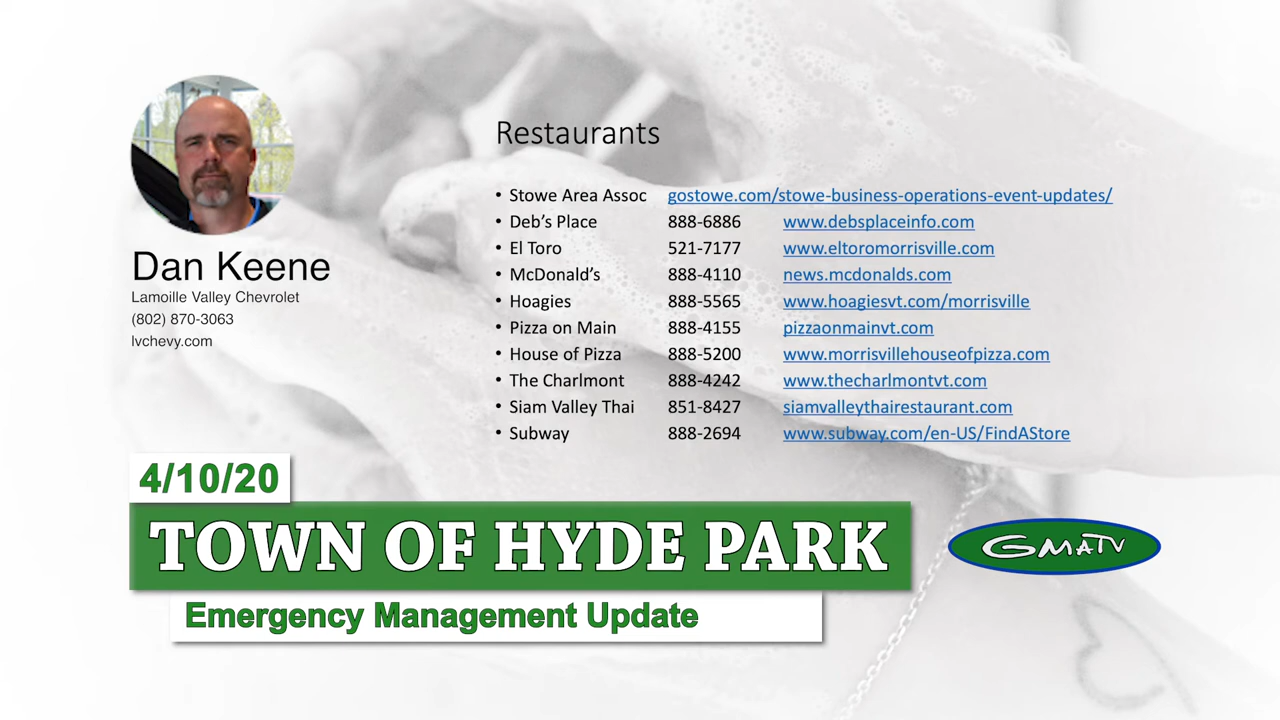 Dan Keene
Lamoille Valley Chevrolet
(802) 870-3063
lvchevy.com
Restaurants
• Stowe Area Assoc gostowe.com/stowe-business-operations-event-updates/
• Deb’s Place 888-6886 www.debsplaceinfo.com
• El Toro 521-7177 www.eltoromorrisville.com
• McDonald’s 888-4110 news.mcdonalds.com
• Hoagies 888-5565 www.hoagiesvt.com/morrisville
• Pizza on Main 888-4155 pizzaonmainvt.com
• House of Pizza 888-5200 www.morrisvillehouseofpizza.com
• The Charlmont 888-4242 www.thecharlmontvt.com
• Siam Valley Thai 851-8427 siamvalleythairestaurant.com
• Subway 888-2694 www.subway.com/en-US/FindAStore
4/10/20
TOWN OF HYDE PARK
GMATV
Emergency Management Update